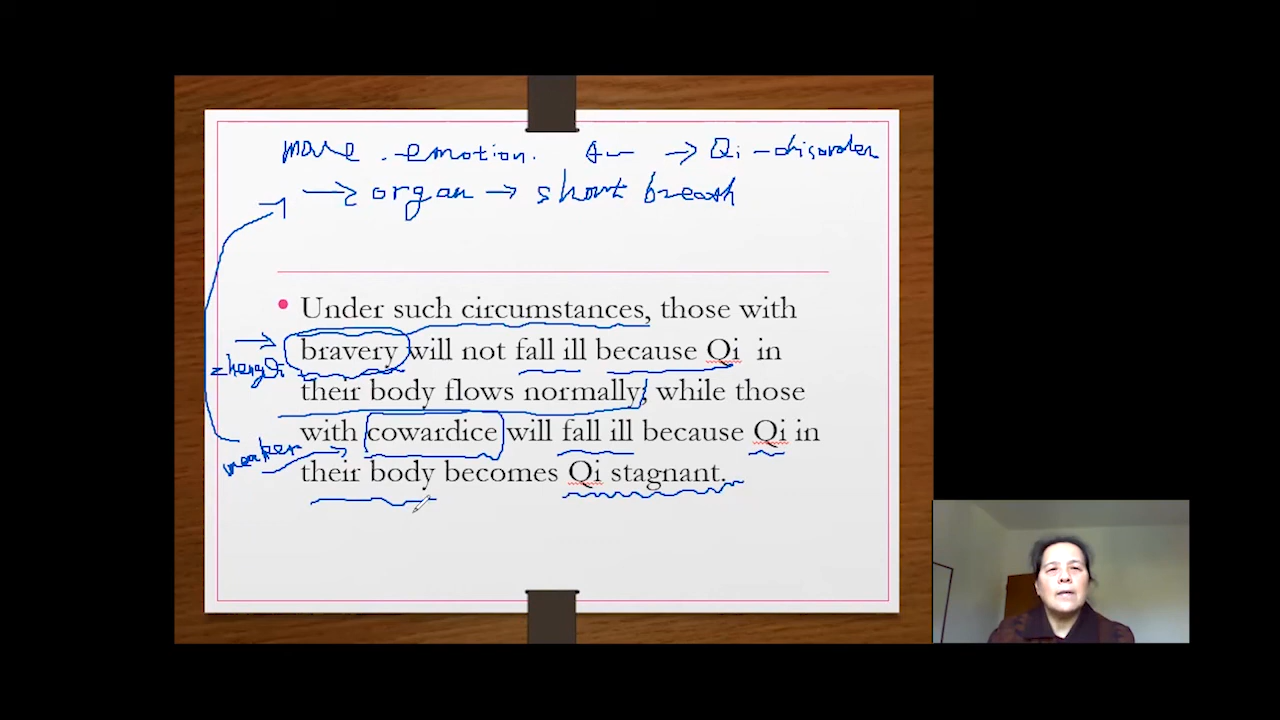 more - emotion. → Qi - disorder
→ organ → short breath
• Under such circumstances, those with
bravery will not fall ill because Qi in
zhengQi
their body flows normally, while those
with cowardice will fall ill because Qi in
weaker
their body becomes Qi stagnant.